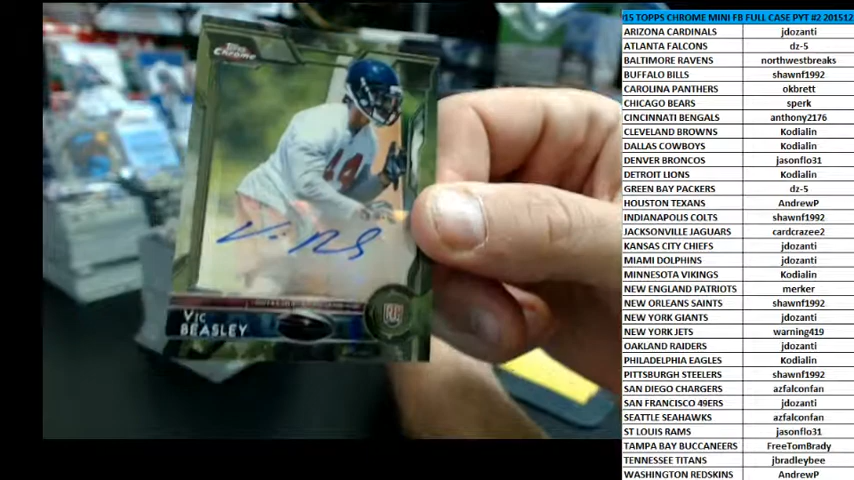 Topps
Chrome
44
VIC
BEASLEY
15 TOPPS CHROME MINI FB FULL CASE PYT #2 201512
ARIZONA CARDINALS jdozanti
ATLANTA FALCONS dz-5
BALTIMORE RAVENS northwestbreaks
BUFFALO BILLS shawnf1992
CAROLINA PANTHERS okbrett
CHICAGO BEARS sperk
CINCINNATI BENGALS anthony2176
CLEVELAND BROWNS Kodialin
DALLAS COWBOYS Kodialin
DENVER BRONCOS jasonflo31
DETROIT LIONS Kodialin
GREEN BAY PACKERS dz-5
HOUSTON TEXANS AndrewP
INDIANAPOLIS COLTS shawnf1992
JACKSONVILLE JAGUARS cardcrazee2
KANSAS CITY CHIEFS jdozanti
MIAMI DOLPHINS jdozanti
MINNESOTA VIKINGS Kodialin
NEW ENGLAND PATRIOTS merker
NEW ORLEANS SAINTS shawnf1992
NEW YORK GIANTS jdozanti
NEW YORK JETS warning419
OAKLAND RAIDERS jdozanti
PHILADELPHIA EAGLES Kodialin
PITTSBURGH STEELERS shawnf1992
SAN DIEGO CHARGERS azfalconfan
SAN FRANCISCO 49ERS jdozanti
SEATTLE SEAHAWKS azfalconfan
ST LOUIS RAMS jasonflo31
TAMPA BAY BUCCANEERS FreeTomBrady
TENNESSEE TITANS jbradleybee
WASHINGTON REDSKINS AndrewP